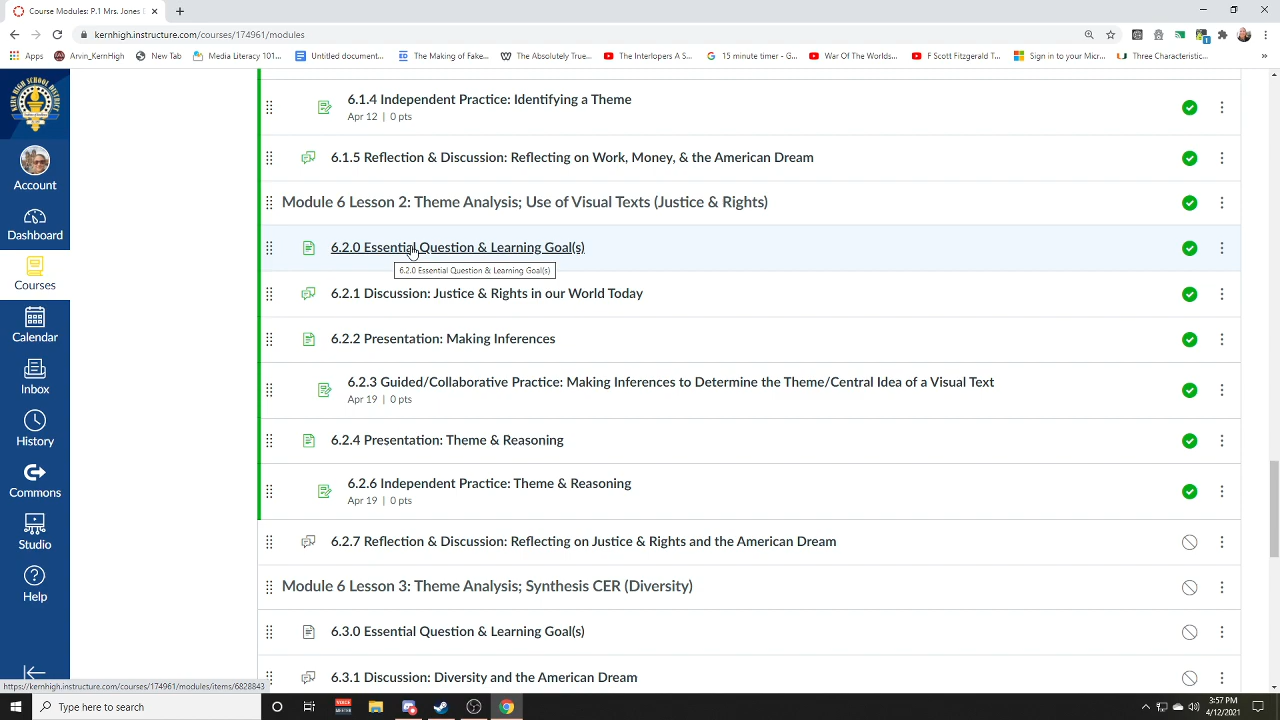 Course Modules: P.1 Mrs. Jones
kernhigh.instructure.com/courses/174961/modules
Apps
Arvin_KernHigh
New Tab
Media Literacy 101...
Untitled document...
The Making of Fake...
The Absolutely True...
The Interlopers A S...
15 minute timer - G...
War Of The Worlds...
F Scott Fitzgerald T...
Sign in to your Micr...
Three Characteristic...
KERN HIGH SCHOOL DISTRICT
Account
Dashboard
Courses
Calendar
Inbox
History
Commons
Studio
Help
6.1.4 Independent Practice: Identifying a Theme
Apr 12 | 0 pts
6.1.5 Reflection & Discussion: Reflecting on Work, Money, & the American Dream
Module 6 Lesson 2: Theme Analysis; Use of Visual Texts (Justice & Rights)
6.2.0 Essential Question & Learning Goal(s)
6.2.0 Essential Question & Learning Goal(s)
6.2.1 Discussion: Justice & Rights in our World Today
6.2.2 Presentation: Making Inferences
6.2.3 Guided/Collaborative Practice: Making Inferences to Determine the Theme/Central Idea of a Visual Text
Apr 19 | 0 pts
6.2.4 Presentation: Theme & Reasoning
6.2.6 Independent Practice: Theme & Reasoning
Apr 19 | 0 pts
6.2.7 Reflection & Discussion: Reflecting on Justice & Rights and the American Dream
Module 6 Lesson 3: Theme Analysis; Synthesis CER (Diversity)
6.3.0 Essential Question & Learning Goal(s)
6.3.1 Discussion: Diversity and the American Dream
https://kernhigh.instructure.com/courses/174961/modules/items/6828843
Type here to search
VOICE MEETER
3:57 PM
4/12/2021